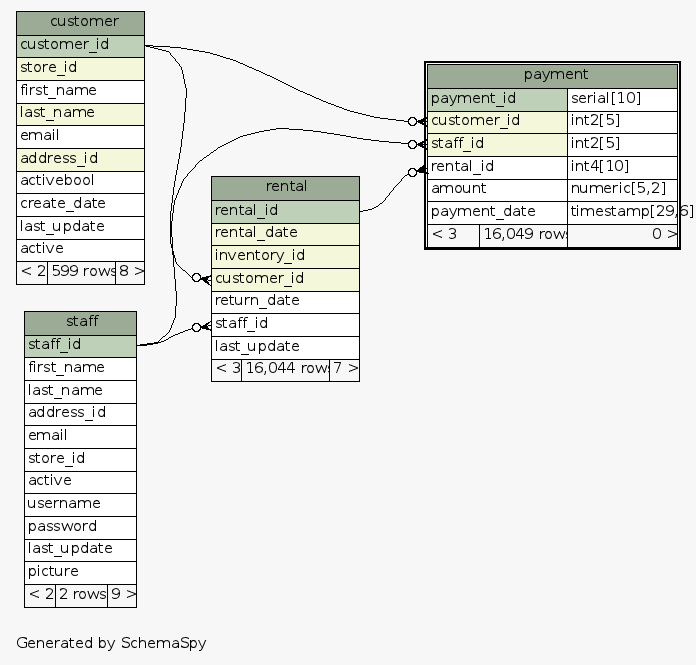 customer
customer_id
store_id
first_name
last_name
email
address_id
activebool
create_date
last_update
active
< 2 599 rows 8 >
payment
payment_id serial[10]
customer_id int2[5]
staff_id int2[5]
rental_id int4[10]
amount numeric[5,2]
payment_date timestamp[29,6]
< 3 16,049 rows 0 >
rental
rental_id
rental_date
inventory_id
customer_id
return_date
staff_id
last_update
< 3 16,044 rows 7 >
staff
staff_id
first_name
last_name
address_id
email
store_id
active
username
password
last_update
picture
< 2 2 rows 9 >
Generated by SchemaSpy